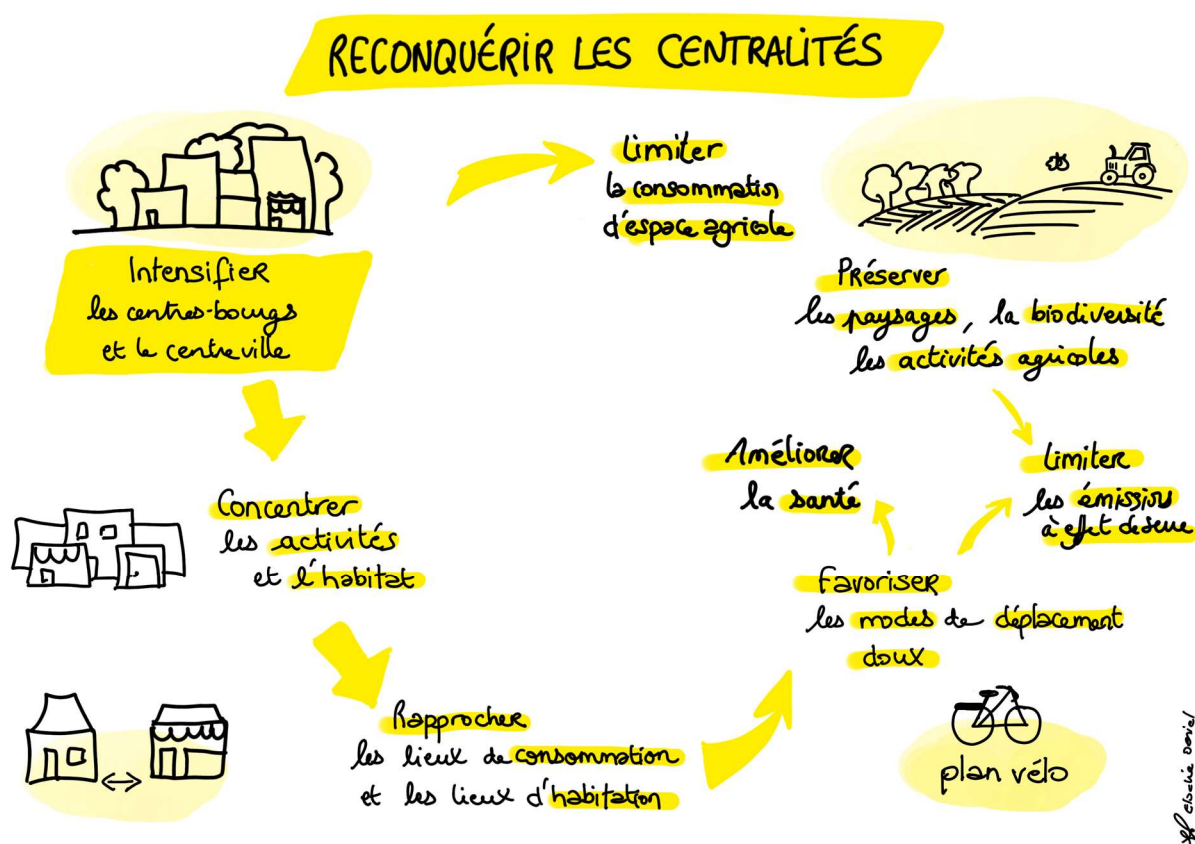 RECONQUÉRIR LES CENTRALITÉS
Intensifier
les centres-bourgs
et le centreville
Limiter
la consommation
d'espace agricole
Préserver
les paysages, la biodiversité
les activités agricoles
Concentrer
les activités
et l'habitat
Améliorer
la santé
Limiter
les émissions
à effet de serre
Favoriser
les modes de déplacement
doux
Rapprocher
les lieux de consommation
et les lieux d'habitation
plan vélo